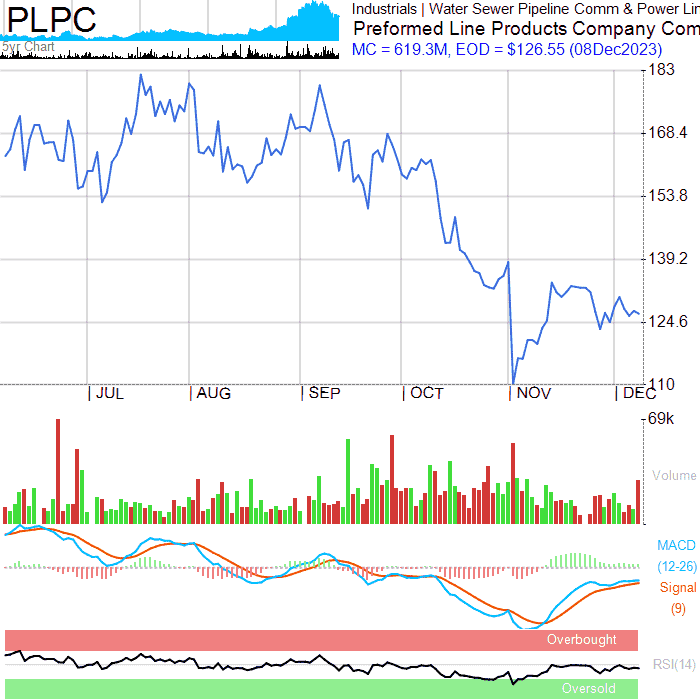 PLPC
5yr Chart
Industrials | Water Sewer Pipeline Comm & Power Lin
Preformed Line Products Company Com
MC = 619.3M, EOD = $126.55 (08Dec2023)
183
168.4
153.8
139.2
124.6
110
JUL AUG SEP OCT NOV DEC
69k
Volume
MACD
(12-26)
Signal
(9)
Overbought
RSI(14)
Oversold